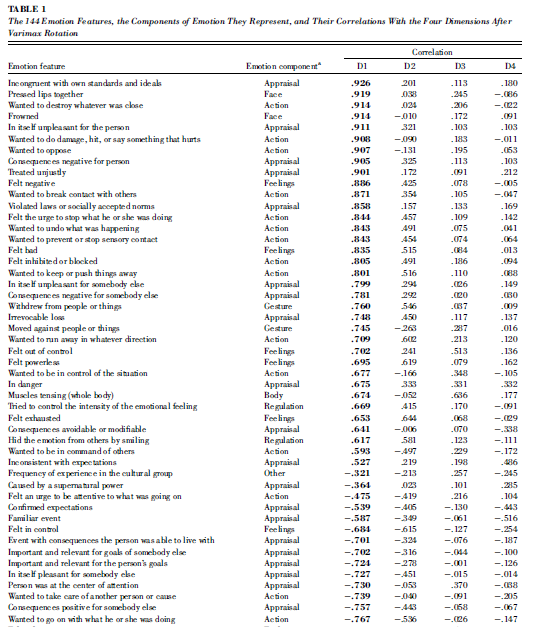 TABLE 1
The 144 Emotion Features, the Components of Emotion They Represent, and Their Correlations With the Four Dimensions After
Varimax Rotation
Correlation
Emotion feature Emotion componentᵃ D1 D2 D3 D4
Incongruent with own standards and ideals Appraisal .926 .201 .113 .180
Pressed lips together Face .919 .038 .245 −.086
Wanted to destroy whatever was close Action .914 .024 .206 −.022
Frowned Face .914 −.010 .172 .091
In itself unpleasant for the person Appraisal .911 .321 .103 .103
Wanted to do damage, hit, or say something that hurts Action .908 −.090 .183 −.011
Wanted to oppose Action .907 −.131 .195 .053
Consequences negative for person Appraisal .905 .325 .113 .103
Treated unjustly Appraisal .901 .172 .091 .212
Felt negative Feelings .886 .425 .078 −.005
Wanted to break contact with others Action .871 .354 .105 −.047
Violated laws or socially accepted norms Appraisal .858 .157 .133 .169
Felt the urge to stop what he or she was doing Action .844 .457 .109 .142
Wanted to undo what was happening Action .843 .491 .075 .041
Wanted to prevent or stop sensory contact Action .843 .454 .074 .064
Felt bad Feelings .835 .515 .084 .013
Felt inhibited or blocked Action .805 .491 .186 .094
Wanted to keep or push things away Action .801 .516 .110 .088
In itself unpleasant for somebody else Appraisal .799 .294 .026 .149
Consequences negative for somebody else Appraisal .781 .292 .020 .030
Withdrew from people or things Gesture .760 .546 .037 .009
Irrevocable loss Appraisal .748 .450 .117 .137
Moved against people or things Gesture .745 −.263 .287 .016
Wanted to run away in whatever direction Action .709 .602 .213 .120
Felt out of control Feelings .702 .241 .513 .136
Felt powerless Feelings .695 .619 .079 .162
Wanted to be in control of the situation Action .677 −.166 .348 −.105
In danger Appraisal .675 .333 .331 .332
Muscles tensing (whole body) Body .674 −.052 .636 .177
Tried to control the intensity of the emotional feeling Regulation .669 .415 .170 −.091
Felt exhausted Feelings .653 .644 .068 −.029
Consequences avoidable or modifiable Appraisal .641 −.006 .070 −.338
Hid the emotion from others by smiling Regulation .617 .581 .123 −.111
Wanted to be in command of others Action .593 −.497 .229 −.172
Inconsistent with expectations Appraisal .527 .219 .198 .486
Frequency of experience in the cultural group Other −.321 −.213 .257 −.245
Caused by a supernatural power Appraisal −.364 .023 .101 .285
Felt an urge to be attentive to what was going on Action −.475 −.419 .216 .104
Confirmed expectations Appraisal −.539 −.405 −.130 −.443
Familiar event Appraisal −.587 −.349 −.061 −.516
Felt in control Feelings −.684 −.615 −.127 −.254
Event with consequences the person was able to live with Appraisal −.701 −.324 −.076 −.187
Important and relevant for goals of somebody else Appraisal −.702 −.316 −.044 −.100
Important and relevant for the person's goals Appraisal −.724 −.278 −.001 −.126
In itself pleasant for somebody else Appraisal −.727 −.451 −.015 −.014
Person was at the center of attention Appraisal −.730 −.053 .370 −.038
Wanted to take care of another person or cause Action −.739 −.040 −.091 −.205
Consequences positive for somebody else Appraisal −.757 −.443 −.058 −.067
Wanted to go on with what he or she was doing Action −.767 −.536 −.026 −.147